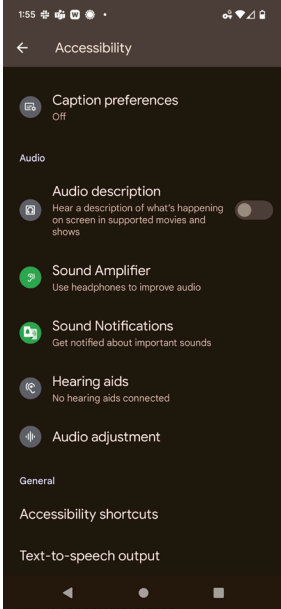 1:55
Accessibility
Caption preferences
Off
Audio
Audio description
Hear a description of what's happening
on screen in supported movies and
shows
Sound Amplifier
Use headphones to improve audio
Sound Notifications
Get notified about important sounds
Hearing aids
No hearing aids connected
Audio adjustment
General
Accessibility shortcuts
Text-to-speech output